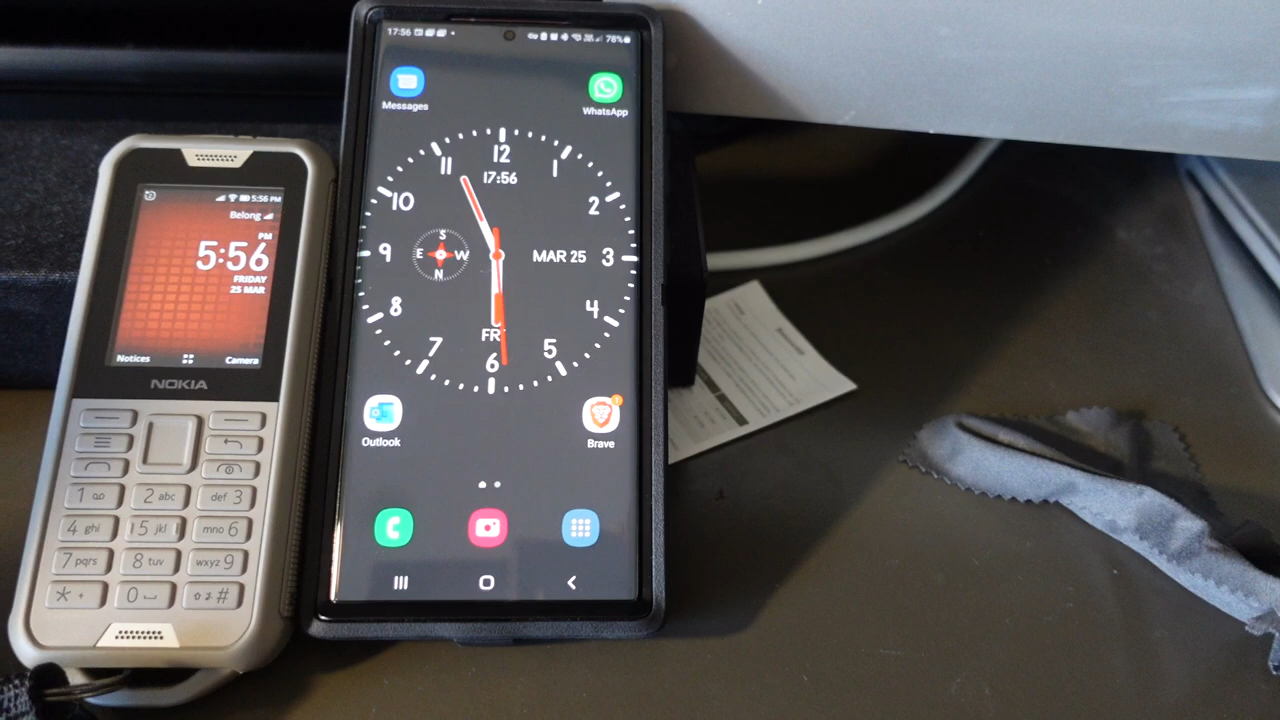 5:56 PM
Belong
PM
5:56
FRIDAY
25 MAR
Notices
Camera
NOKIA
1
2 abc
def 3
4 ghi
5 jkl
mno 6
7 pqrs
8 tuv
wxyz 9
* +
0
#
17:56
78%
Messages
WhatsApp
12
11
1
17:56
10
2
S
9
E
W
MAR 25
3
N
8
4
FR
7
5
6
Outlook
Brave